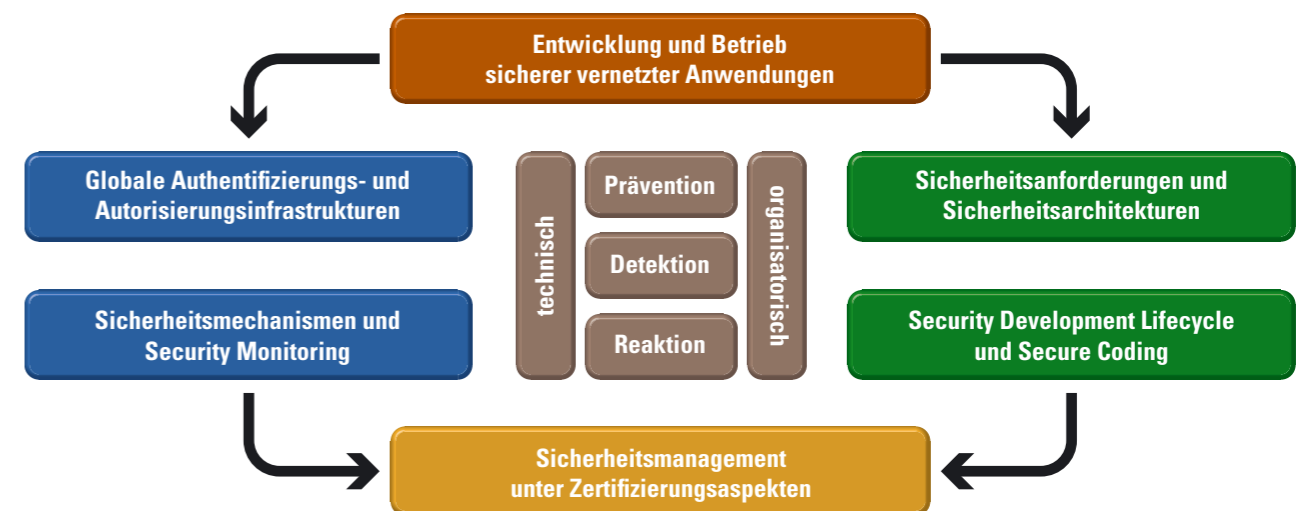 Entwicklung und Betrieb
sicherer vernetzter Anwendungen
Globale Authentifizierungs- und
Autorisierungsinfrastrukturen
Sicherheitsmechanismen und
Security Monitoring
technisch
Prävention
Detektion
Reaktion
organisatorisch
Sicherheitsanforderungen und
Sicherheitsarchitekturen
Security Development Lifecycle
und Secure Coding
Sicherheitsmanagement
unter Zertifizierungsaspekten